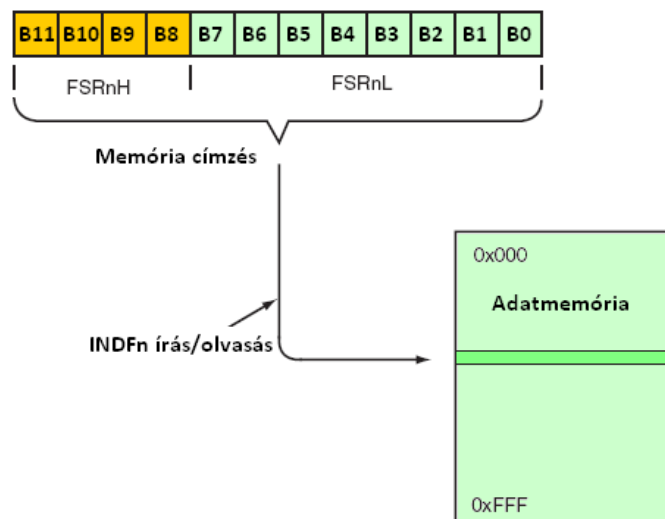 B11 B10 B9 B8 B7 B6 B5 B4 B3 B2 B1 B0
FSRnH FSRnL
Memória címzés
0x000
Adatmemória
INDFn írás/olvasás
0xFFF